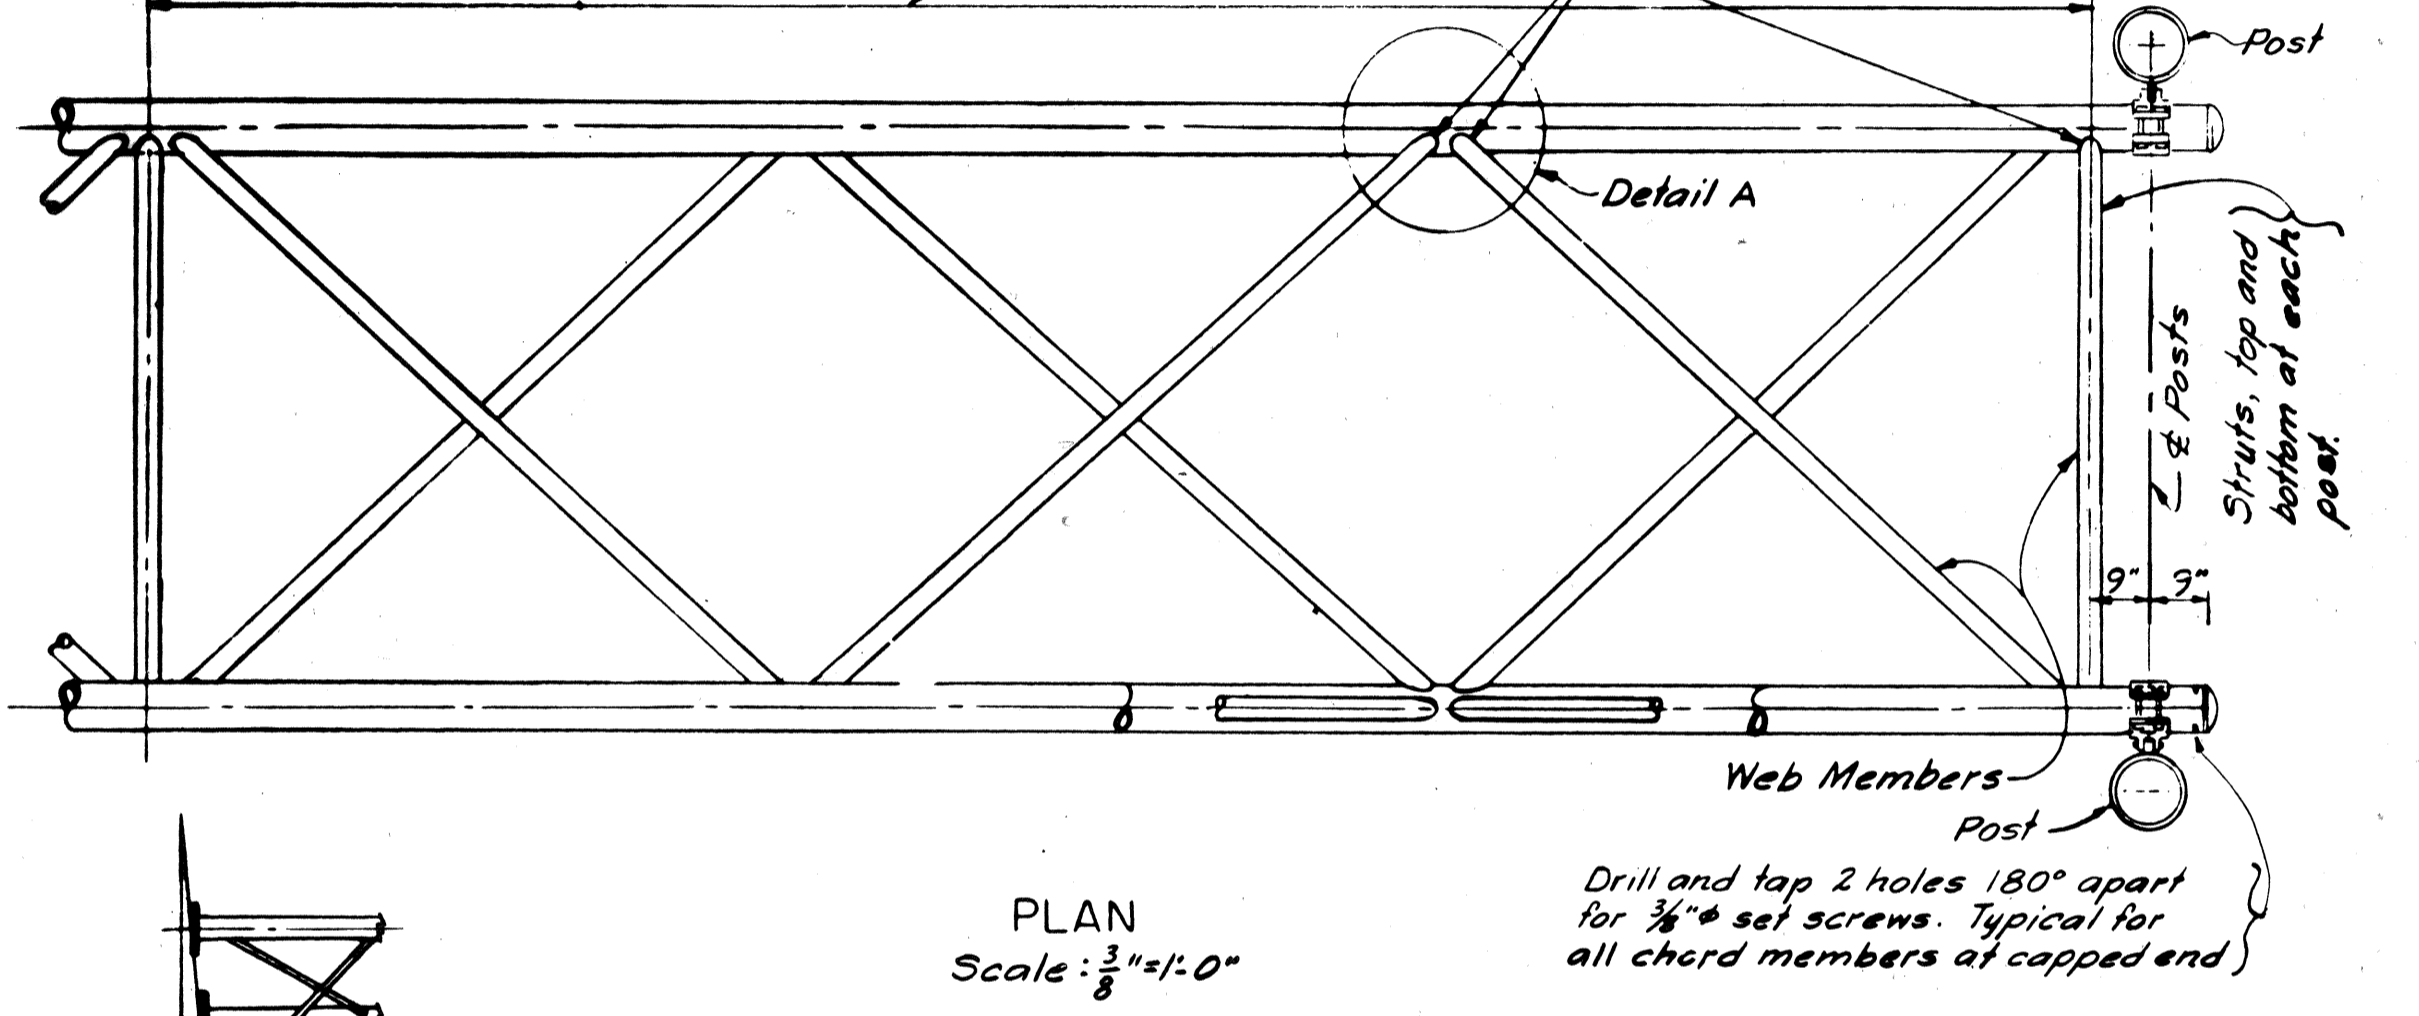 Post
Detail A
Struts, top and
bottom at each
post.
℄ Posts
9" 9"
Web Members
Post
Drill and tap 2 holes 180° apart
for 3/8"ϕ set screws. Typical for
all chord members at capped end
PLAN
Scale: 3/8"=1'-0"